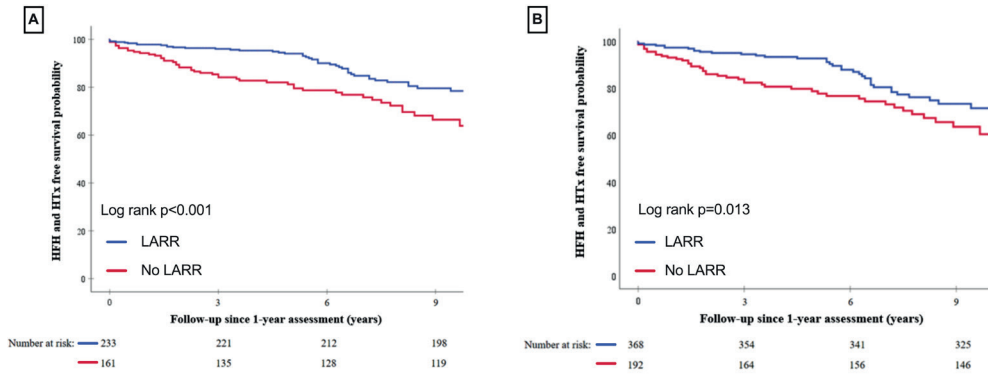 A
HFH and HTx free survival probability
100
80
60
40
20
0
Log rank p<0.001
LARR
No LARR
0 3 6 9
Follow-up since 1-year assessment (years)
Number at risk: 233 221 212 198
161 135 128 119
B
HFH and HTx free survival probability
100
80
60
40
20
0
Log rank p=0.013
LARR
No LARR
0 3 6 9
Follow-up since 1-year assessment (years)
Number at risk: 368 354 341 325
192 164 156 146